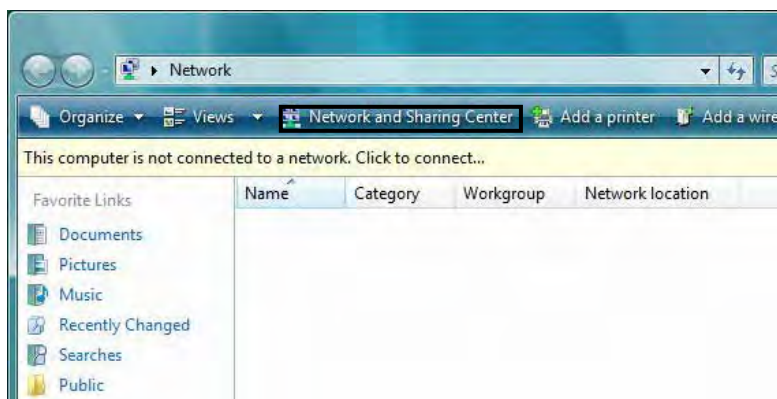 Network
Organize Views Network and Sharing Center Add a printer Add a wire
This computer is not connected to a network. Click to connect...
Favorite Links
Name Category Workgroup Network location
Documents
Pictures
Music
Recently Changed
Searches
Public